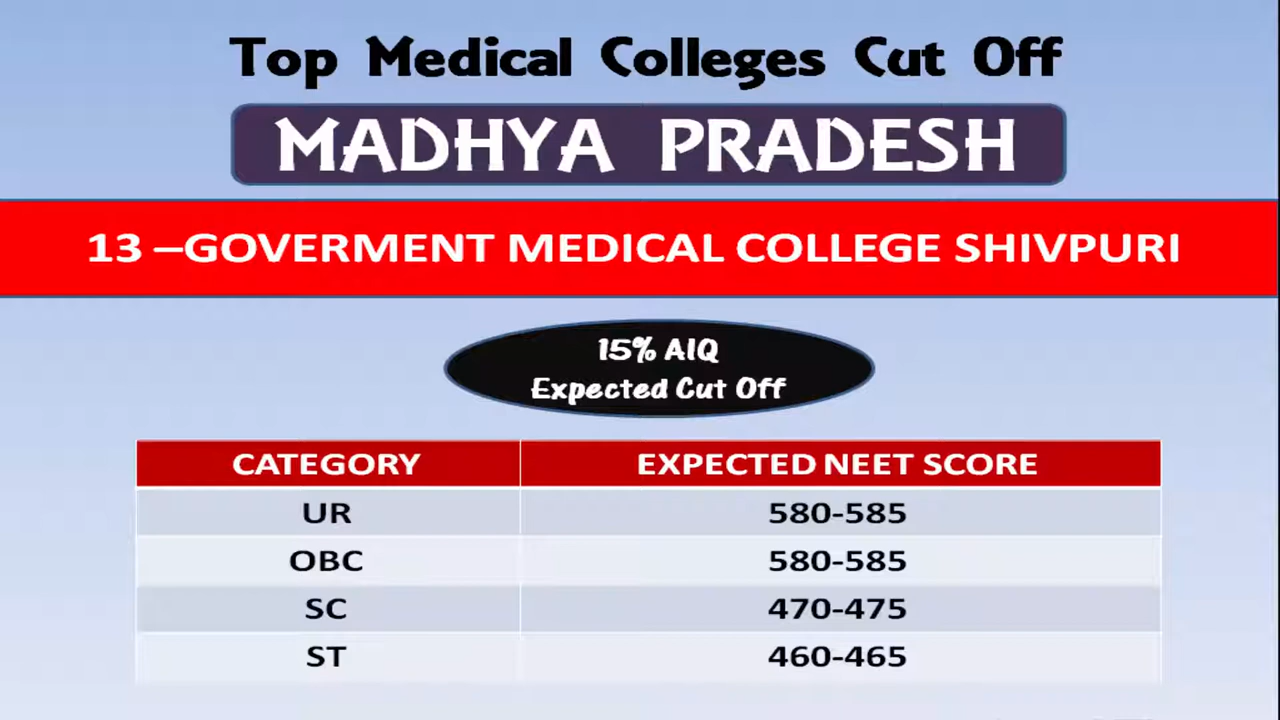 Top Medical Colleges Cut Off
MADHYA PRADESH
13 –GOVERMENT MEDICAL COLLEGE SHIVPURI
15% AIQ
Expected Cut Off
CATEGORY EXPECTED NEET SCORE
UR 580-585
OBC 580-585
SC 470-475
ST 460-465